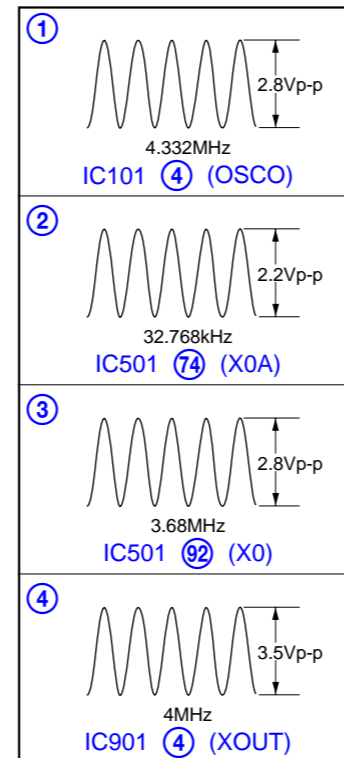 ①
2.8Vp-p
4.332MHz
IC101 ④ (OSCO)
②
2.2Vp-p
32.768kHz
IC501 74 (X0A)
③
2.8Vp-p
3.68MHz
IC501 92 (X0)
④
3.5Vp-p
4MHz
IC901 ④ (XOUT)